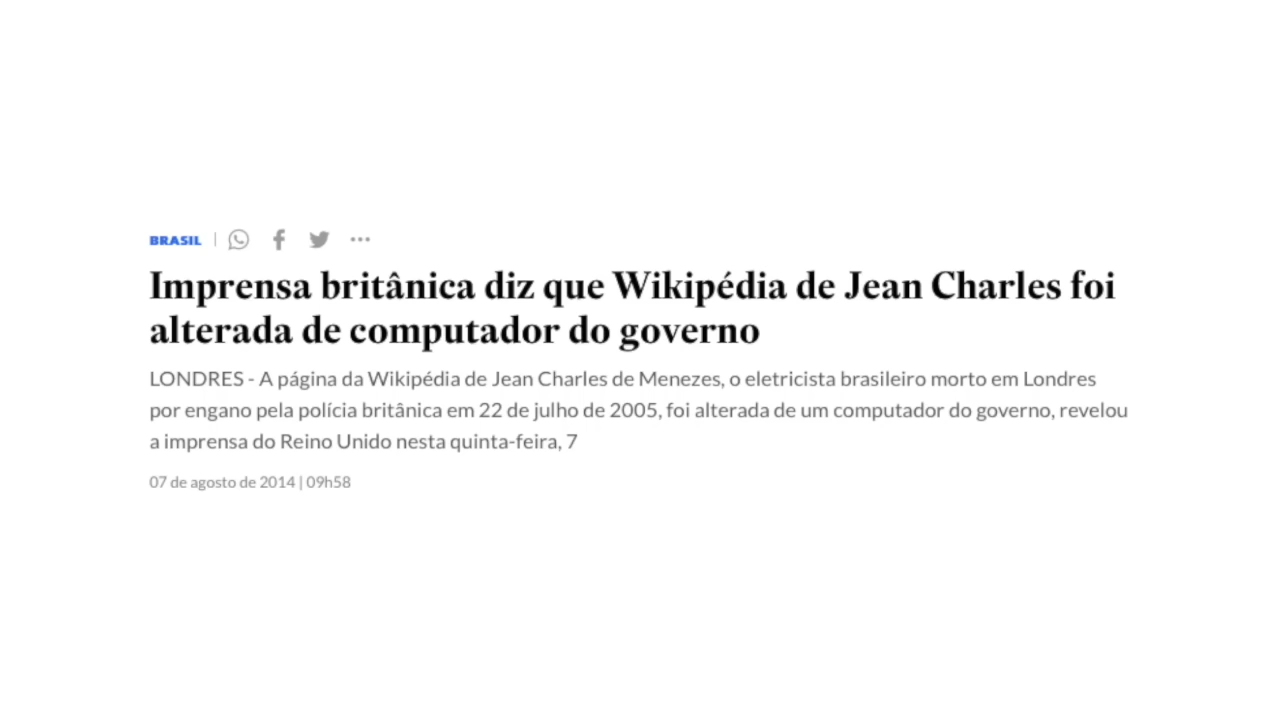 BRASIL
Imprensa britânica diz que Wikipédia de Jean Charles foi
alterada de computador do governo
LONDRES - A página da Wikipédia de Jean Charles de Menezes, o eletricista brasileiro morto em Londres
por engano pela polícia britânica em 22 de julho de 2005, foi alterada de um computador do governo, revelou
a imprensa do Reino Unido nesta quinta-feira, 7
07 de agosto de 2014 | 09h58